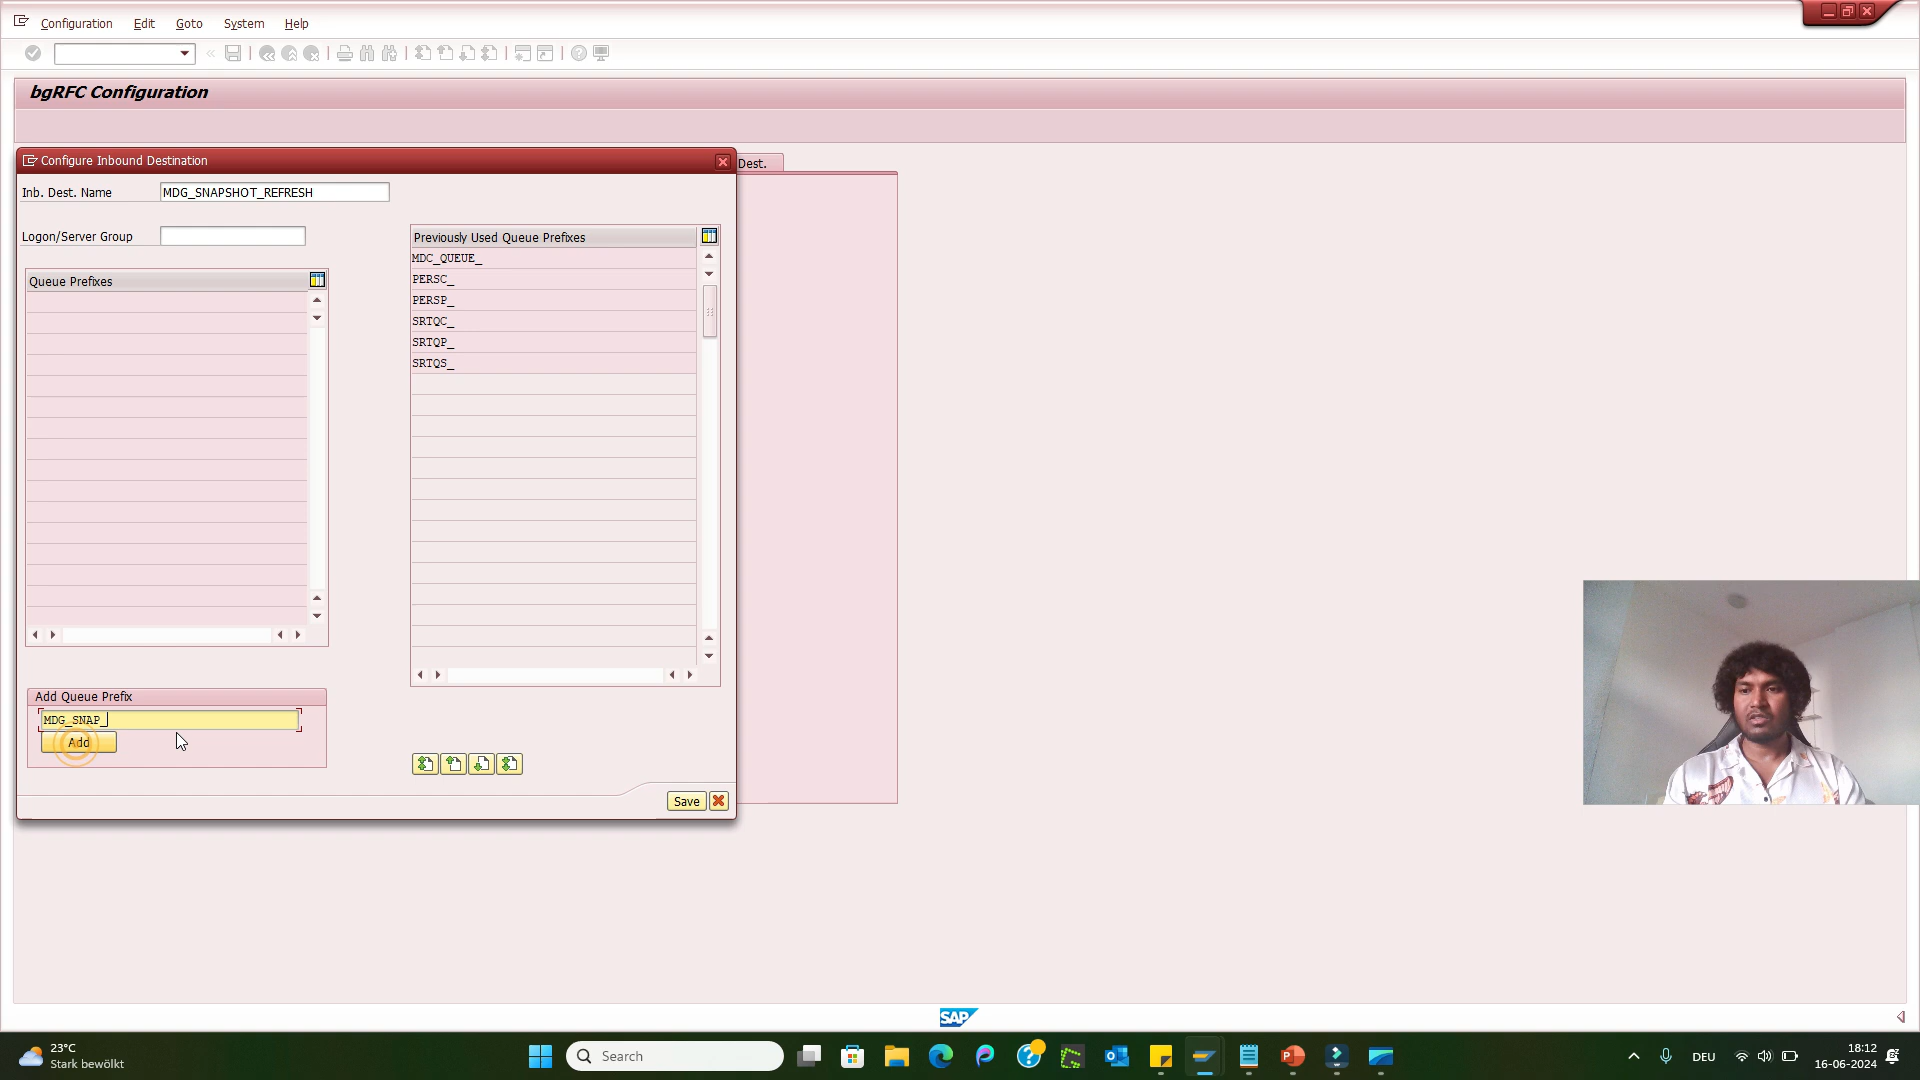 Configuration Edit Goto System Help
bgRFC Configuration
Configure Inbound Destination
Dest.
Inb. Dest. Name MDG_SNAPSHOT_REFRESH
Logon/Server Group
Previously Used Queue Prefixes
MDC_QUEUE_
PERSC_
PERSP_
SRTQC_
SRTQP_
SRTQS_
Queue Prefixes
Add Queue Prefix
MDG_SNAP_
Add
Save
SAP
23°C
Stark bewölkt
Search
DEU
18:12
16-06-2024